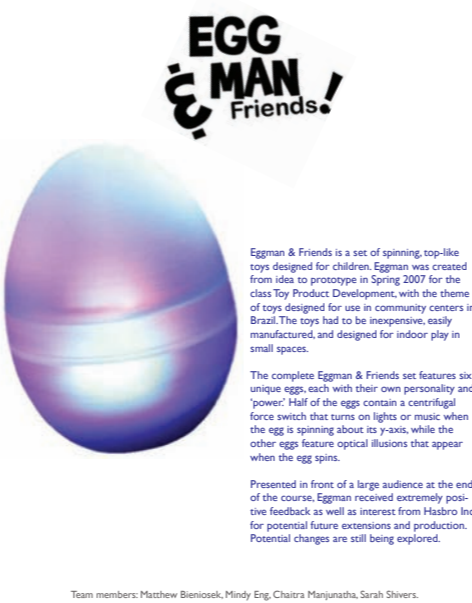 EGG
& MAN
Friends!
Eggman & Friends is a set of spinning, top-like
toys designed for children. Eggman was created
from idea to prototype in Spring 2007 for the
class Toy Product Development, with the theme
of toys designed for use in community centers in
Brazil. The toys had to be inexpensive, easily
manufactured, and designed for indoor play in
small spaces.
The complete Eggman & Friends set features six
unique eggs, each with their own personality and
'power.' Half of the eggs contain a centrifugal
force switch that turns on lights or music when
the egg is spinning about its y-axis, while the
other eggs feature optical illusions that appear
when the egg spins.
Presented in front of a large audience at the end
of the course, Eggman received extremely posi-
tive feedback as well as interest from Hasbro Inc
for potential future extensions and production.
Potential changes are still being explored.
Team members: Matthew Bieniosek, Mindy Eng, Chaitra Manjunatha, Sarah Shivers.